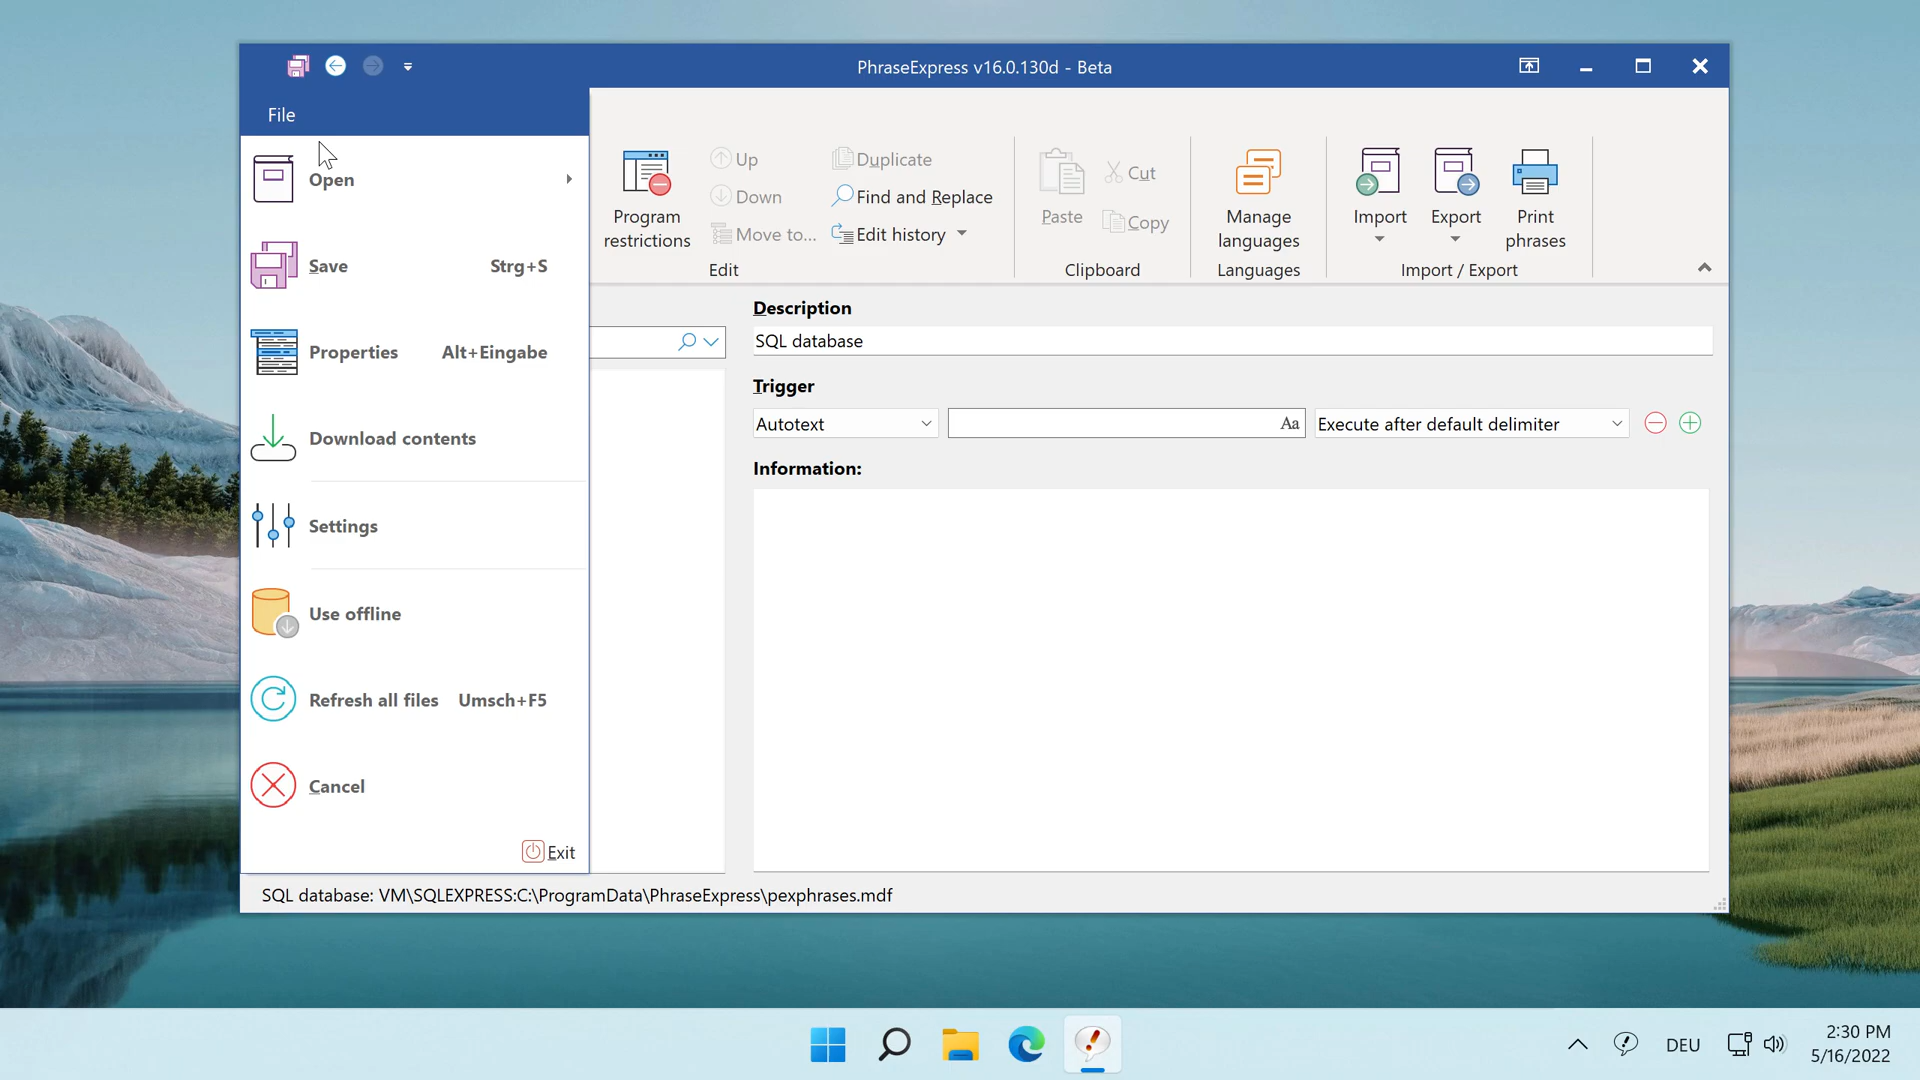 PhraseExpress v16.0.130d - Beta
File
Open
Save Strg+S
Properties Alt+Eingabe
Download contents
Settings
Use offline
Refresh all files Umsch+F5
Cancel
Exit
Program
restrictions
Up
Down
Move to...
Duplicate
Find and Replace
Edit history
Edit
Paste
Cut
Copy
Clipboard
Manage
languages
Languages
Import
Export
Print
phrases
Import / Export
Description
SQL database
Trigger
Autotext
Aa
Execute after default delimiter
Information:
SQL database: VM\SQLEXPRESS:C:\ProgramData\PhraseExpress\pexphrases.mdf
DEU
2:30 PM
5/16/2022